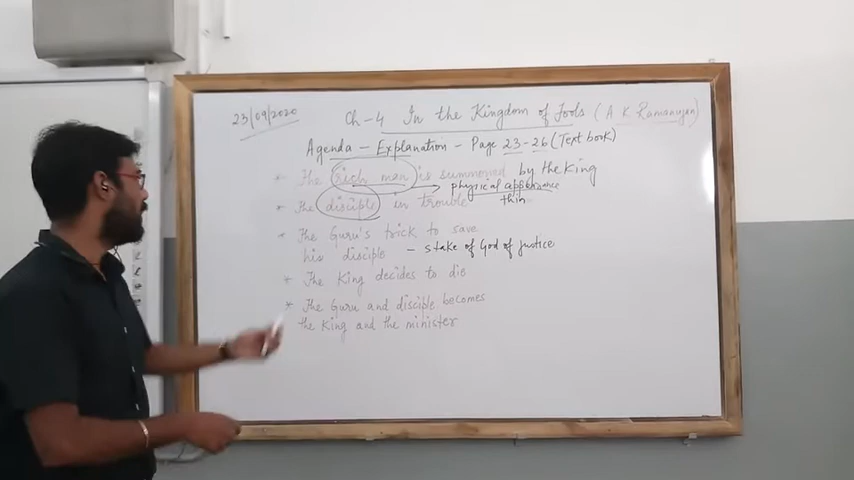 23/09/2020 Ch-4 In the Kingdom of Fools (A K Ramanujan)
Agenda - Explanation - Page 23-26 (Text book)
* The rich man is summoned by the King
physical appearance
* The disciple in trouble thin
* The Guru's trick to save
his disciple - stake of God of justice
* The King decides to die
* The Guru and disciple becomes
the King and the minister